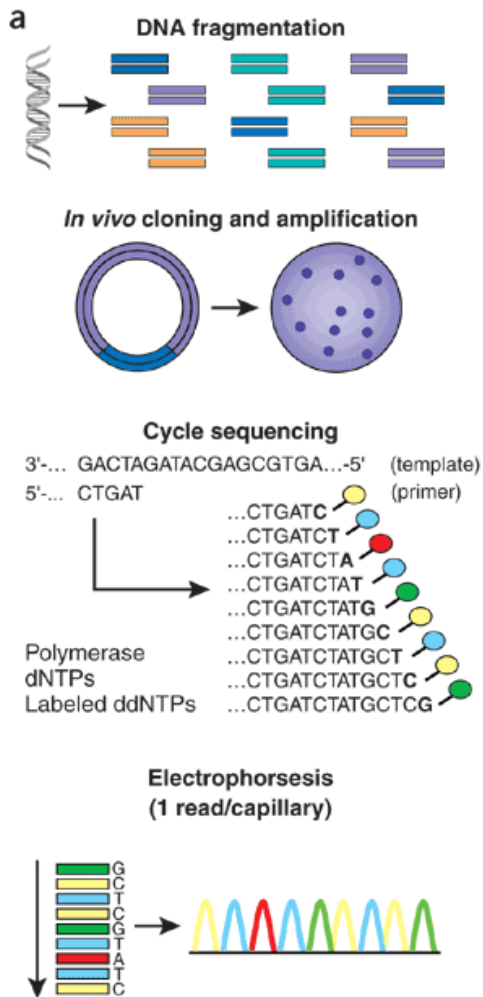 a
DNA fragmentation
In vivo cloning and amplification
Cycle sequencing
3'-... GACTAGATACGAGCGTGA...-5' (template)
5'-... CTGAT (primer)
...CTGATC
...CTGATCT
...CTGATCTA
...CTGATCTAT
...CTGATCTATG
...CTGATCTATGC
...CTGATCTATGCT
...CTGATCTATGCTC
...CTGATCTATGCTCG
Polymerase
dNTPs
Labeled ddNTPs
Electrophorsesis
(1 read/capillary)
G
C
T
C
G
T
A
T
C